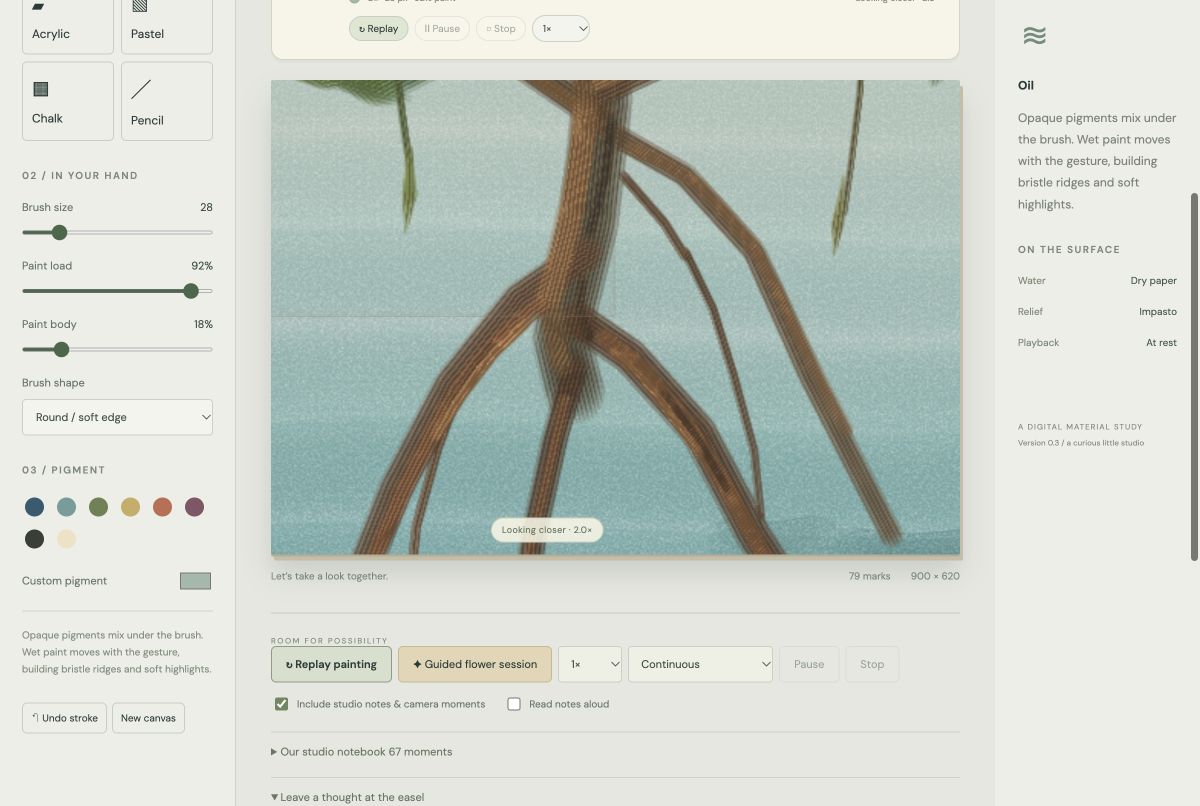 Acrylic
Pastel
Chalk
Pencil
02 / IN YOUR HAND
Brush size 28
Paint load 92%
Paint body 18%
Brush shape
Round / soft edge
03 / PIGMENT
Custom pigment
Opaque pigments mix under the brush.
Wet paint moves with the gesture,
building bristle ridges and soft highlights.
Undo stroke
New canvas
↻ Replay
II Pause
Stop
1×
Looking closer · 2.0×
Let's take a look together.
79 marks 900 × 620
ROOM FOR POSSIBILITY
↻ Replay painting
✦ Guided flower session
1×
Continuous
Pause
Stop
Include studio notes & camera moments
Read notes aloud
▶ Our studio notebook 67 moments
▼ Leave a thought at the easel
Oil
Opaque pigments mix under
the brush. Wet paint moves
with the gesture, building
bristle ridges and soft
highlights.
ON THE SURFACE
Water Dry paper
Relief Impasto
Playback At rest
A DIGITAL MATERIAL STUDY
Version 0.3 / a curious little studio